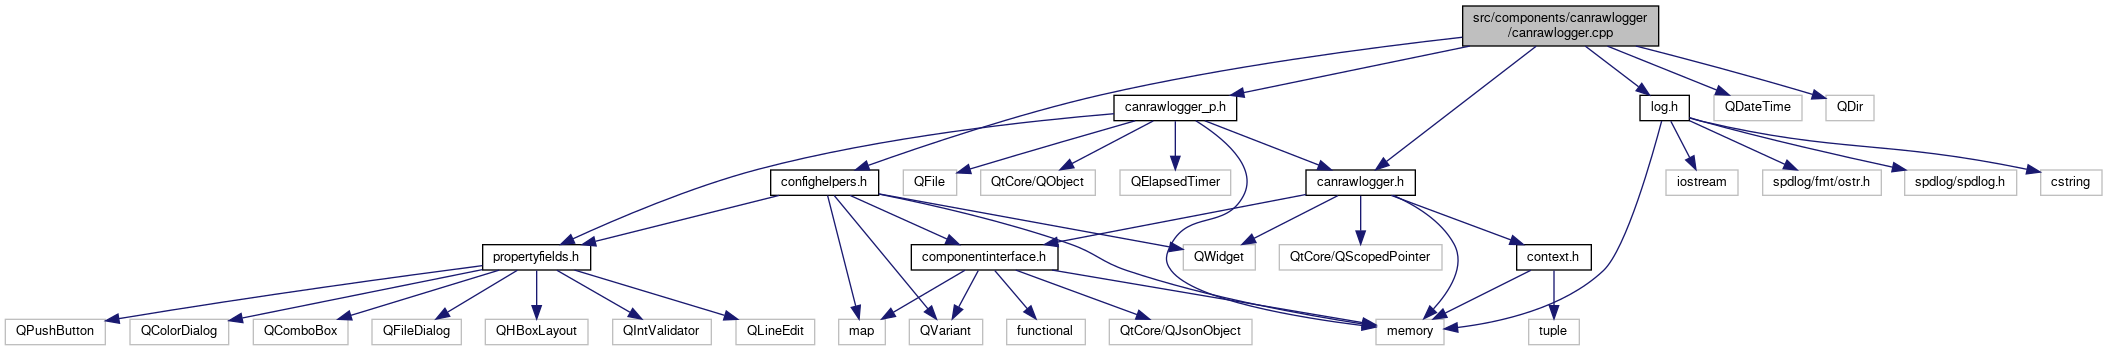 src/components/canrawlogger
/canrawlogger.cpp
canrawlogger_p.h
log.h
QDateTime
QDir
confighelpers.h
QFile
QtCore/QObject
QElapsedTimer
canrawlogger.h
iostream
spdlog/fmt/ostr.h
spdlog/spdlog.h
cstring
propertyfields.h
componentinterface.h
QWidget
QtCore/QScopedPointer
context.h
QPushButton
QColorDialog
QComboBox
QFileDialog
QHBoxLayout
QIntValidator
QLineEdit
map
QVariant
functional
QtCore/QJsonObject
memory
tuple